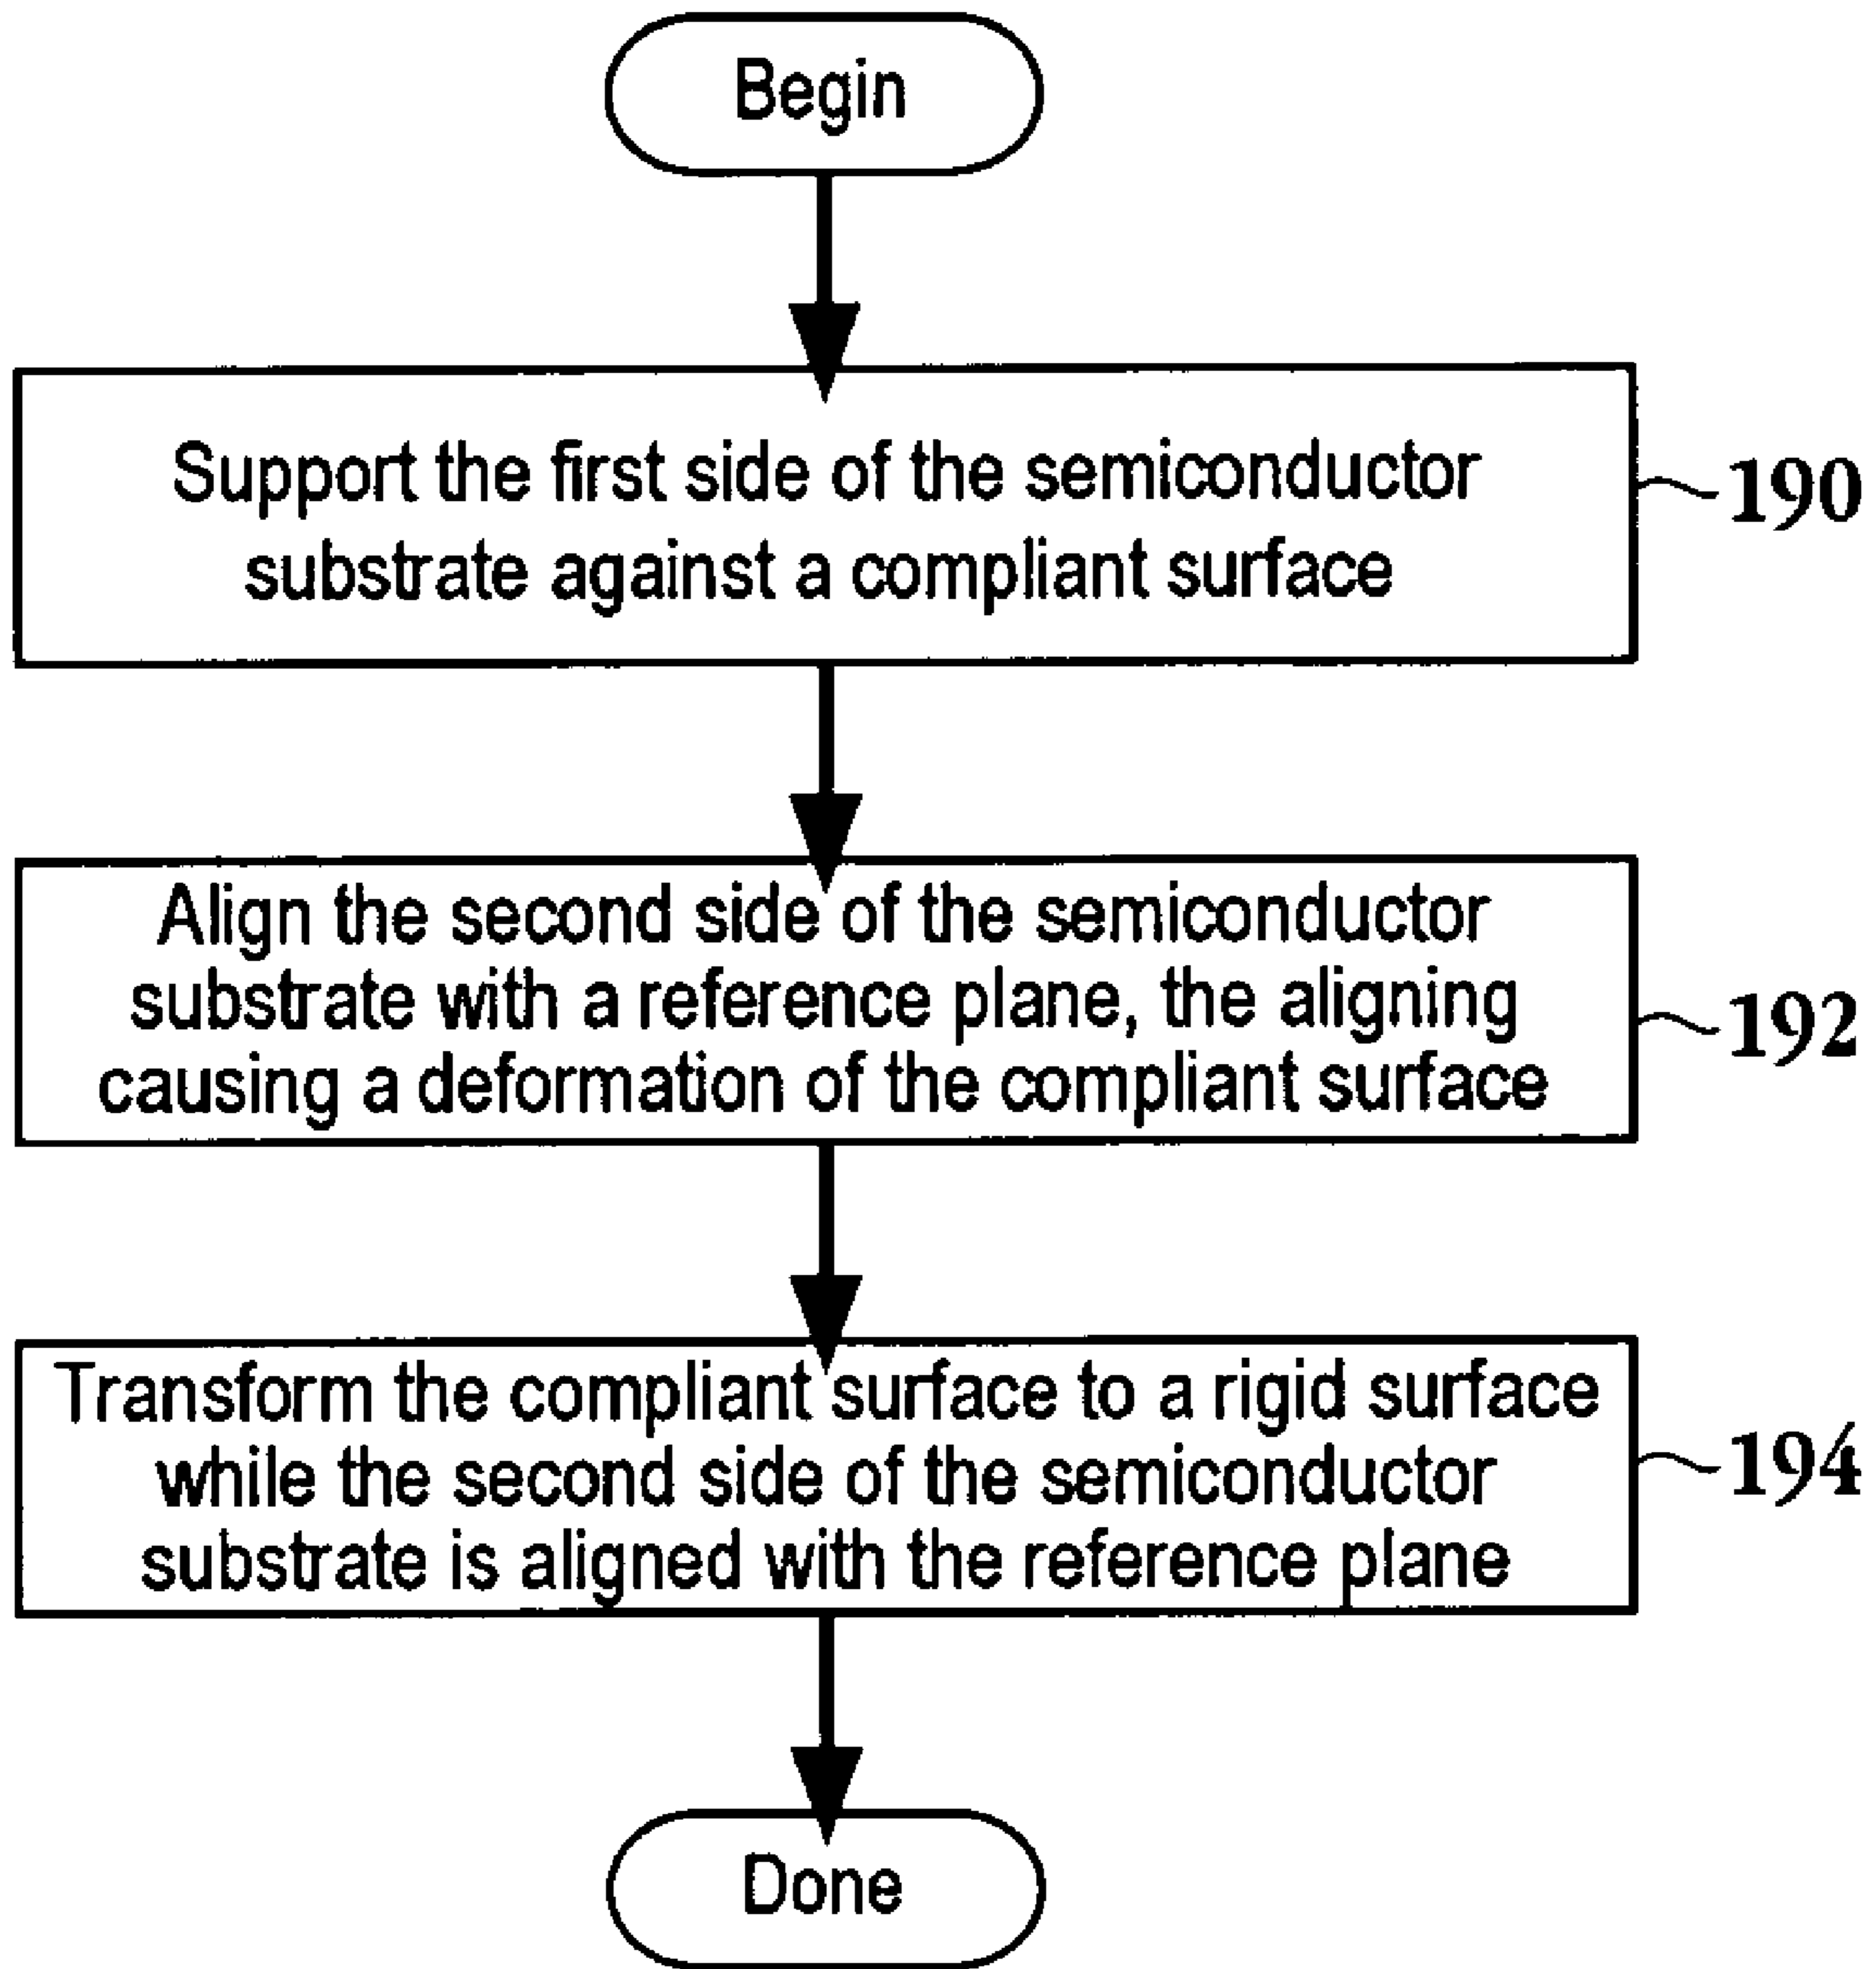 Begin
Support the first side of the semiconductor
substrate against a compliant surface
190
Align the second side of the semiconductor
substrate with a reference plane, the aligning
causing a deformation of the compliant surface
192
Transform the compliant surface to a rigid surface
while the second side of the semiconductor
substrate is aligned with the reference plane
194
Done